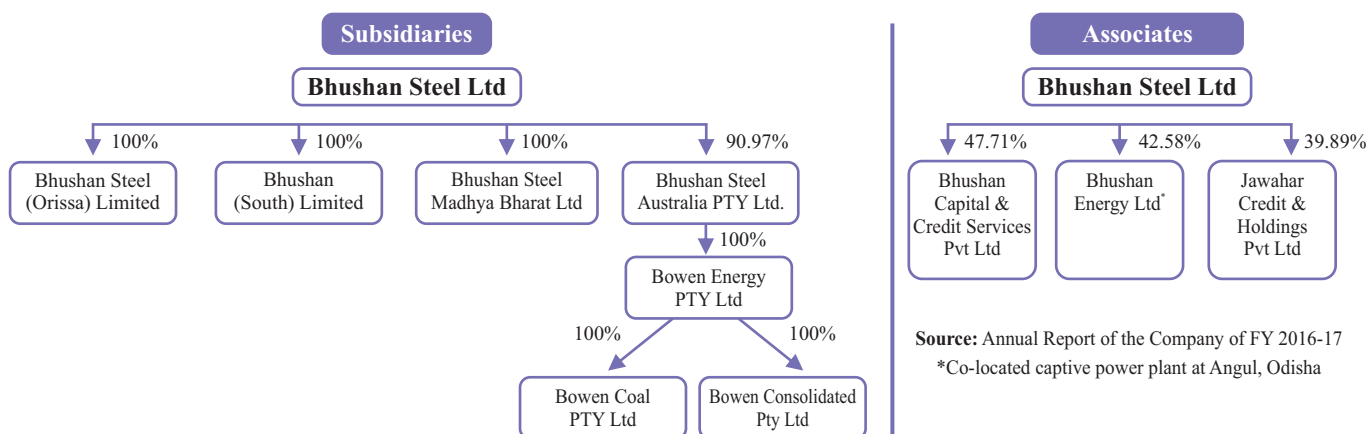 Subsidiaries
Bhushan Steel Ltd
100%
100%
100%
90.97%
Bhushan Steel
(Orissa) Limited
Bhushan
(South) Limited
Bhushan Steel
Madhya Bharat Ltd
Bhushan Steel
Australia PTY Ltd.
100%
Bowen Energy
PTY Ltd
100%
100%
Bowen Coal
PTY Ltd
Bowen Consolidated
Pty Ltd
Associates
Bhushan Steel Ltd
47.71%
42.58%
39.89%
Bhushan
Capital &
Credit Services
Pvt Ltd
Bhushan
Energy Ltd*
Jawahar
Credit &
Holdings
Pvt Ltd
Source: Annual Report of the Company of FY 2016-17
*Co-located captive power plant at Angul, Odisha